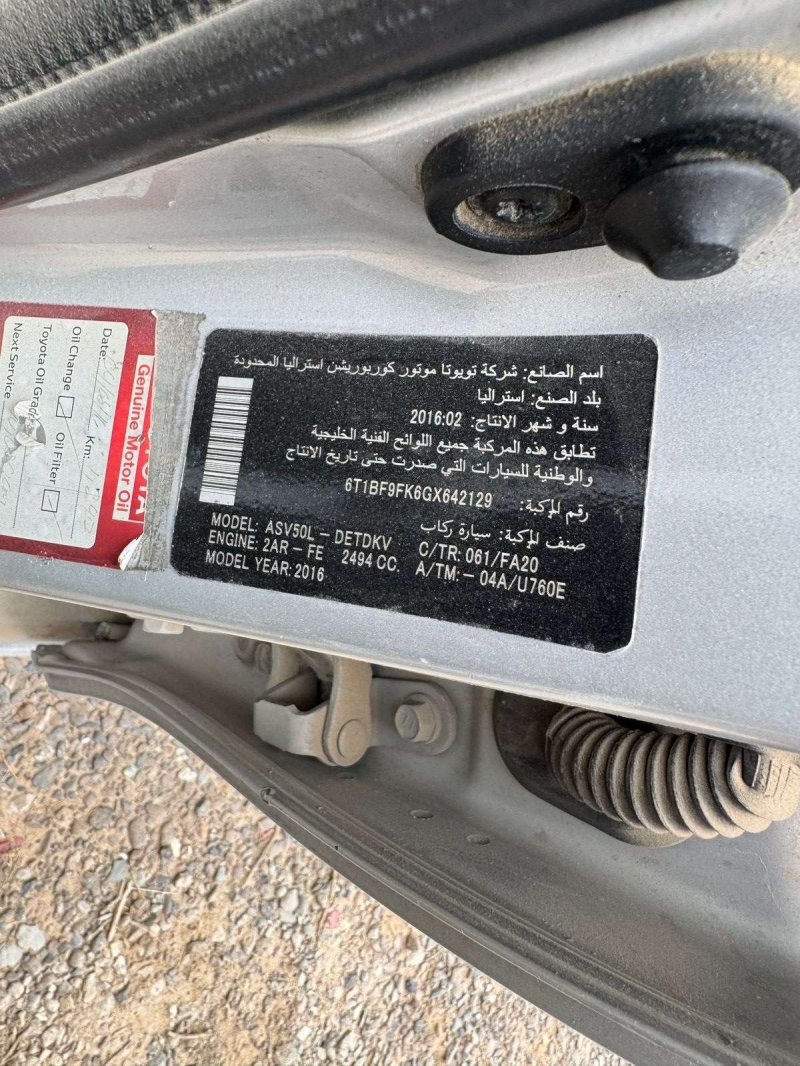 اسم الصانع: شركة تويوتا موتور كوربوريشن استراليا المحدودة
بلد الصنع: استراليا
سنة و شهر الانتاج: 2016:02
تطابق هذه المركبة جميع اللوائح الفنية الخليجية
والوطنية للسيارات التي صدرت حتى تاريخ الانتاج
رقم المركبة: 6T1BF9FK6GX642129
صنف المركبة: سيارة ركاب
MODEL: ASV50L - DETDKV C/TR: 061/FA20
ENGINE: 2AR - FE 2494 CC. A/TM:- 04A/U760E
MODEL YEAR: 2016
Genuine Motor Oil
Date:
Km:
Oil Change
Oil Filter
Toyota Oil Grade
Next Service